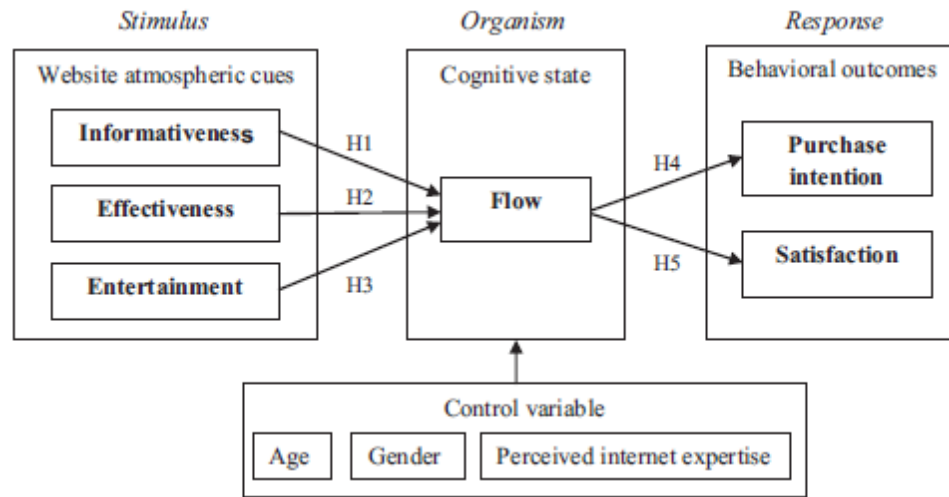 Stimulus
Organism
Response
Website atmospheric cues
Cognitive state
Behavioral outcomes
Informativeness
H1
H4
Purchase
intention
Effectiveness
H2
Flow
Entertainment
H3
H5
Satisfaction
Control variable
Age
Gender
Perceived internet expertise